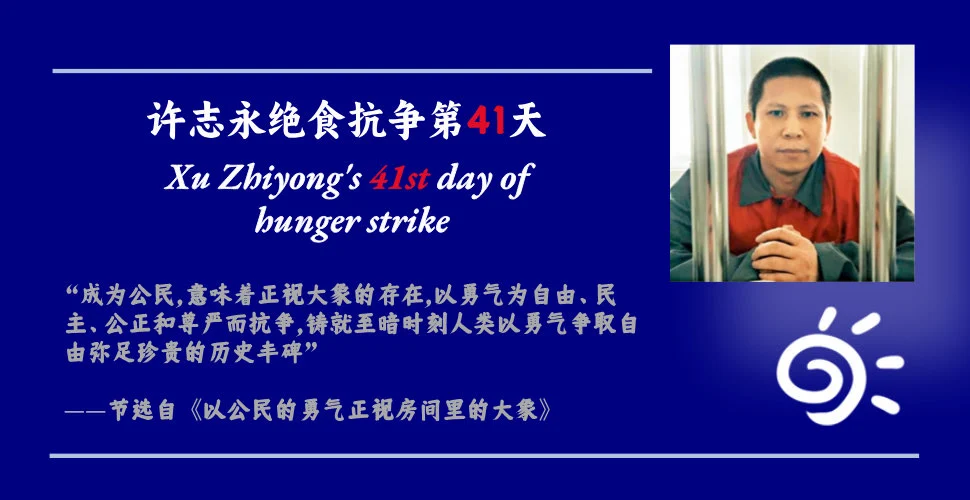 许志永绝食抗争第41天
Xu Zhiyong's 41st day of
hunger strike
“成为公民,意味着正视大象的存在,以勇气为自由、民
主、公正和尊严而抗争,铸就至暗时刻人类以勇气争取自
由弥足珍贵的历史丰碑”
——节选自《以公民的勇气正视房间里的大象》